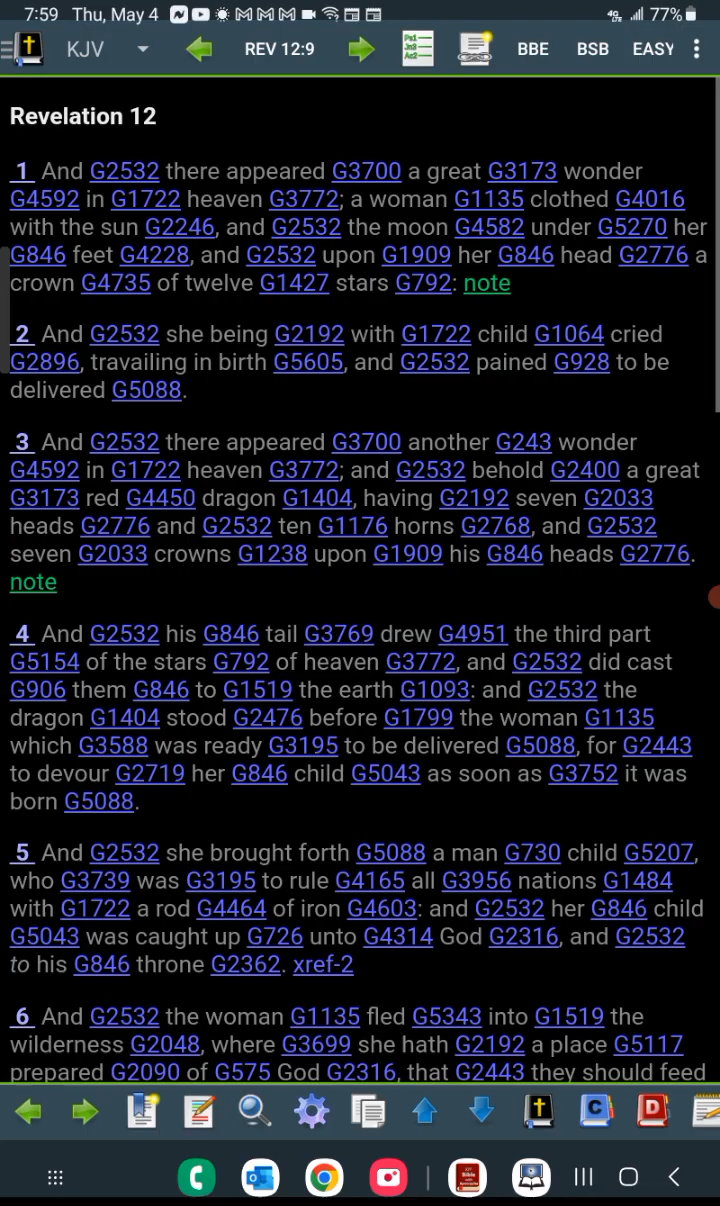 7:59 Thu, May 4 77%
KJV REV 12:9 BBE BSB EASY
Revelation 12
1 And G2532 there appeared G3700 a great G3173 wonder
G4592 in G1722 heaven G3772; a woman G1135 clothed G4016
with the sun G2246, and G2532 the moon G4582 under G5270 her
G846 feet G4228, and G2532 upon G1909 her G846 head G2776 a
crown G4735 of twelve G1427 stars G792: note
2 And G2532 she being G2192 with G1722 child G1064 cried
G2896, travailing in birth G5605, and G2532 pained G928 to be
delivered G5088.
3 And G2532 there appeared G3700 another G243 wonder
G4592 in G1722 heaven G3772; and G2532 behold G2400 a great
G3173 red G4450 dragon G1404, having G2192 seven G2033
heads G2776 and G2532 ten G1176 horns G2768, and G2532
seven G2033 crowns G1238 upon G1909 his G846 heads G2776.
note
4 And G2532 his G846 tail G3769 drew G4951 the third part
G5154 of the stars G792 of heaven G3772, and G2532 did cast
G906 them G846 to G1519 the earth G1093: and G2532 the
dragon G1404 stood G2476 before G1799 the woman G1135
which G3588 was ready G3195 to be delivered G5088, for G2443
to devour G2719 her G846 child G5043 as soon as G3752 it was
born G5088.
5 And G2532 she brought forth G5088 a man G730 child G5207,
who G3739 was G3195 to rule G4165 all G3956 nations G1484
with G1722 a rod G4464 of iron G4603: and G2532 her G846 child
G5043 was caught up G726 unto G4314 God G2316, and G2532
to his G846 throne G2362. xref-2
6 And G2532 the woman G1135 fled G5343 into G1519 the
wilderness G2048, where G3699 she hath G2192 a place G5117
prepared G2090 of G575 God G2316, that G2443 they should feed
C D